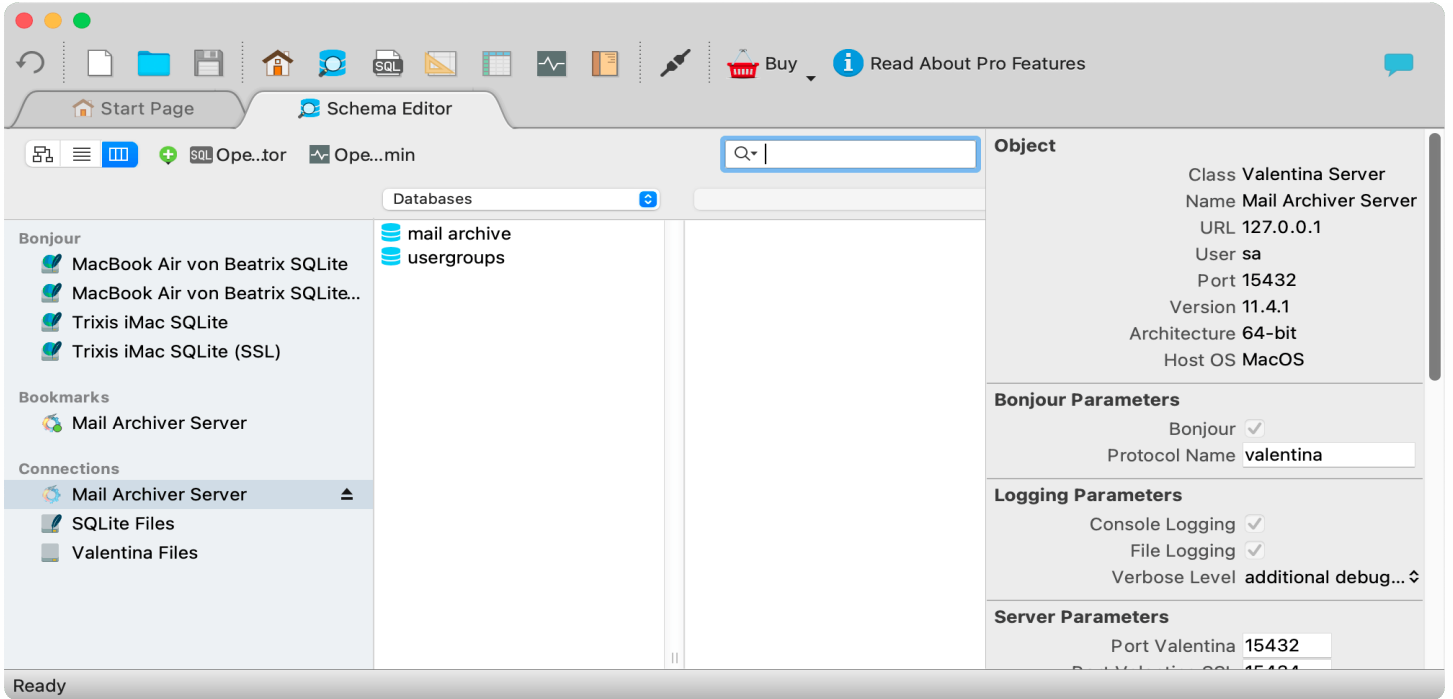 SQL
Buy
Read About Pro Features
Start Page
Schema Editor
SQL Ope...tor
Ope...min
Databases
Bonjour
MacBook Air von Beatrix SQLite
MacBook Air von Beatrix SQLite...
Trixis iMac SQLite
Trixis iMac SQLite (SSL)
Bookmarks
Mail Archiver Server
Connections
Mail Archiver Server
SQLite Files
Valentina Files
mail archive
usergroups
Object
Class Valentina Server
Name Mail Archiver Server
URL 127.0.0.1
User sa
Port 15432
Version 11.4.1
Architecture 64-bit
Host OS MacOS
Bonjour Parameters
Bonjour
Protocol Name valentina
Logging Parameters
Console Logging
File Logging
Verbose Level additional debug...
Server Parameters
Port Valentina 15432
Ready